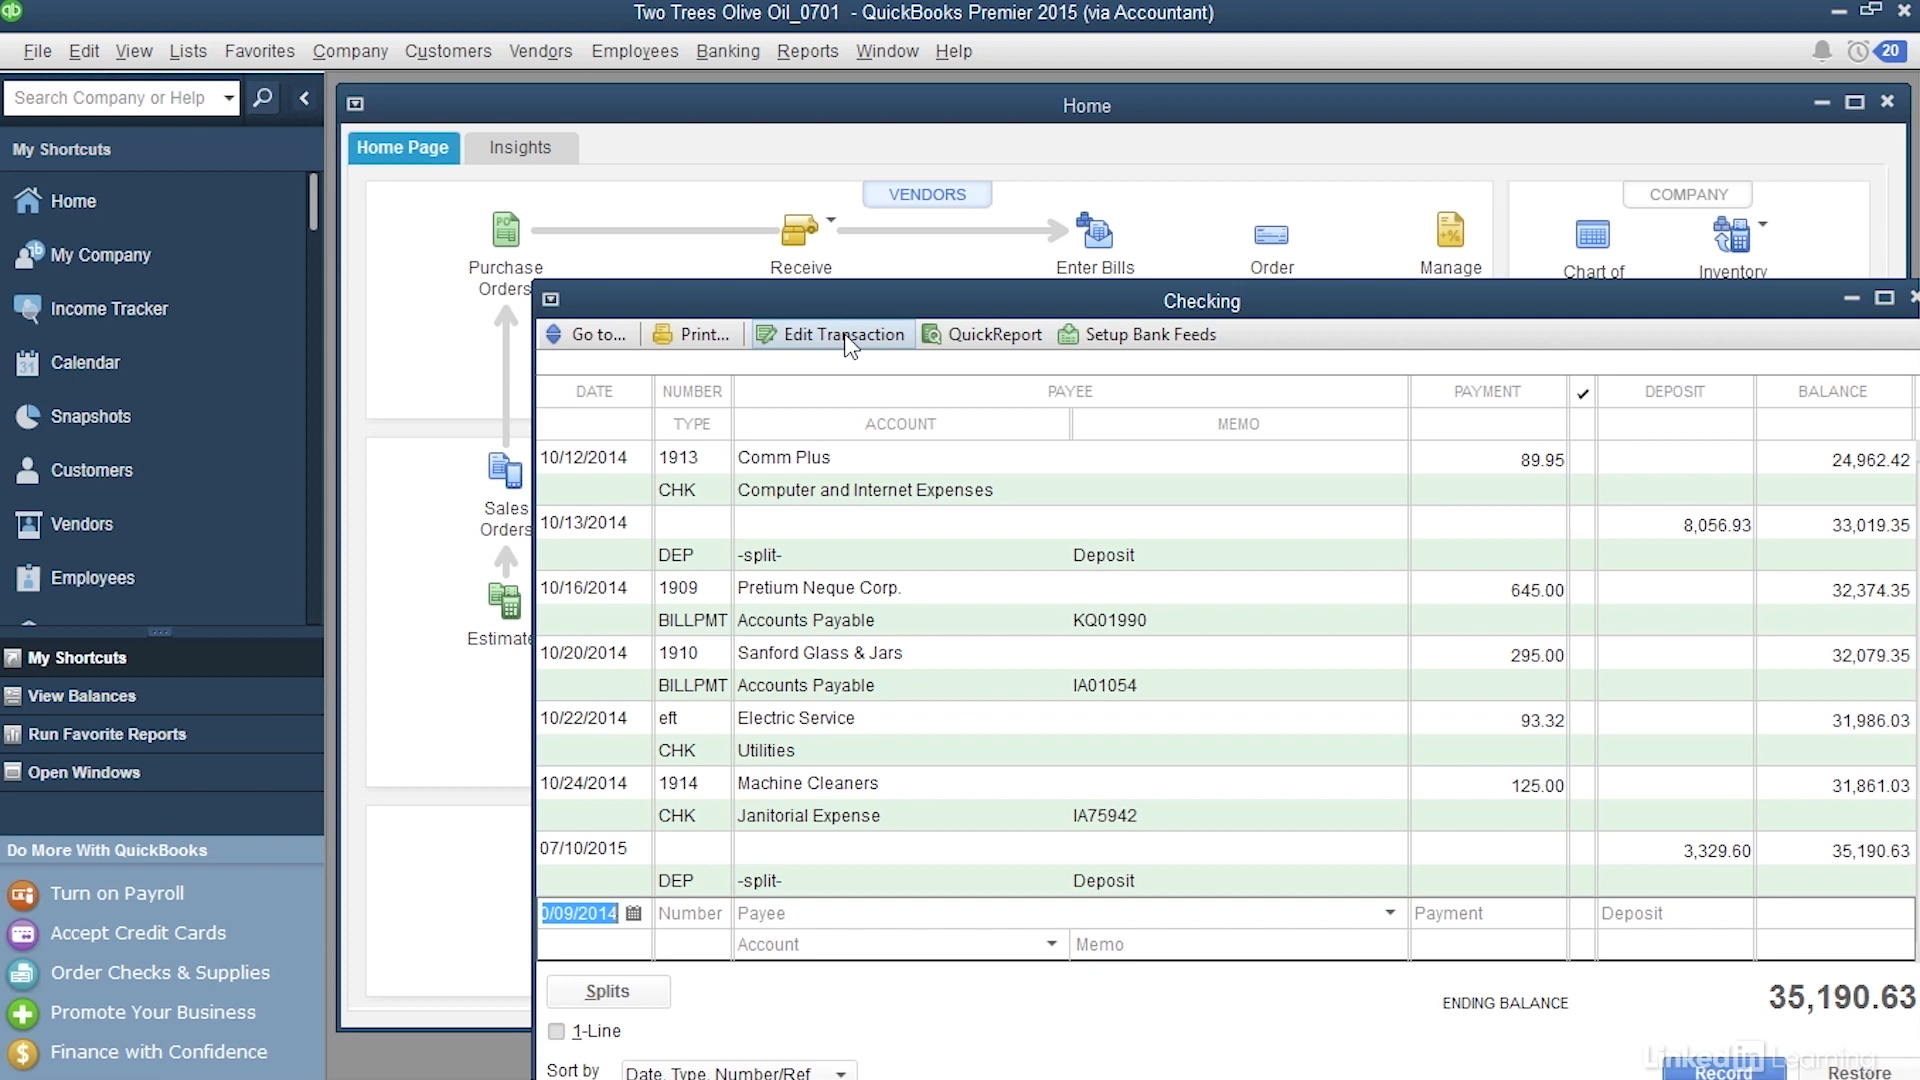 Two Trees Olive Oil_0701 - QuickBooks Premier 2015 (via Accountant)
File Edit View Lists Favorites Company Customers Vendors Employees Banking Reports Window Help
20
Search Company or Help
My Shortcuts
Home
My Company
Income Tracker
Calendar
Snapshots
Customers
Vendors
Employees
My Shortcuts
View Balances
Run Favorite Reports
Open Windows
Do More With QuickBooks
Turn on Payroll
Accept Credit Cards
Order Checks & Supplies
Promote Your Business
Finance with Confidence
Home
Home Page Insights
VENDORS COMPANY
Purchase Orders
Receive
Enter Bills
Order
Manage
Chart of
Inventory
Sales Orders
Estimate
Checking
Go to... Print... Edit Transaction QuickReport Setup Bank Feeds
DATE NUMBER PAYEE PAYMENT ✓ DEPOSIT BALANCE
TYPE ACCOUNT MEMO
10/12/2014 1913 Comm Plus 89.95 24,962.42
CHK Computer and Internet Expenses
10/13/2014 8,056.93 33,019.35
DEP -split- Deposit
10/16/2014 1909 Pretium Neque Corp. 645.00 32,374.35
BILLPMT Accounts Payable KQ01990
10/20/2014 1910 Sanford Glass & Jars 295.00 32,079.35
BILLPMT Accounts Payable IA01054
10/22/2014 eft Electric Service 93.32 31,986.03
CHK Utilities
10/24/2014 1914 Machine Cleaners 125.00 31,861.03
CHK Janitorial Expense IA75942
07/10/2015 3,329.60 35,190.63
DEP -split- Deposit
0/09/2014 Number Payee Payment Deposit
Account Memo
Splits
ENDING BALANCE 35,190.63
1-Line
Sort by Date, Type, Number/Ref
Record Restore
LinkedIn Learning